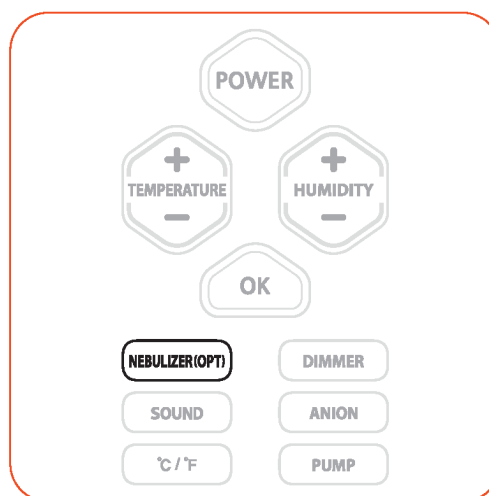 POWER
+ +
TEMPERATURE HUMIDITY
− −
OK
NEBULIZER(OPT) DIMMER
SOUND ANION
°C / °F PUMP